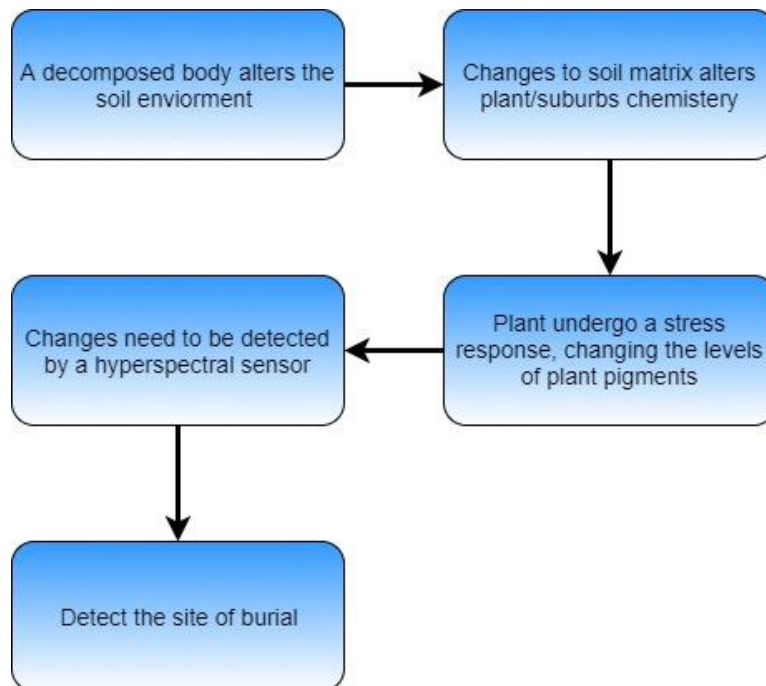 A decomposed body alters the
soil enviorment
Changes to soil matrix alters
plant/suburbs chemistery
Plant undergo a stress
response, changing the levels
of plant pigments
Changes need to be detected
by a hyperspectral sensor
Detect the site of burial